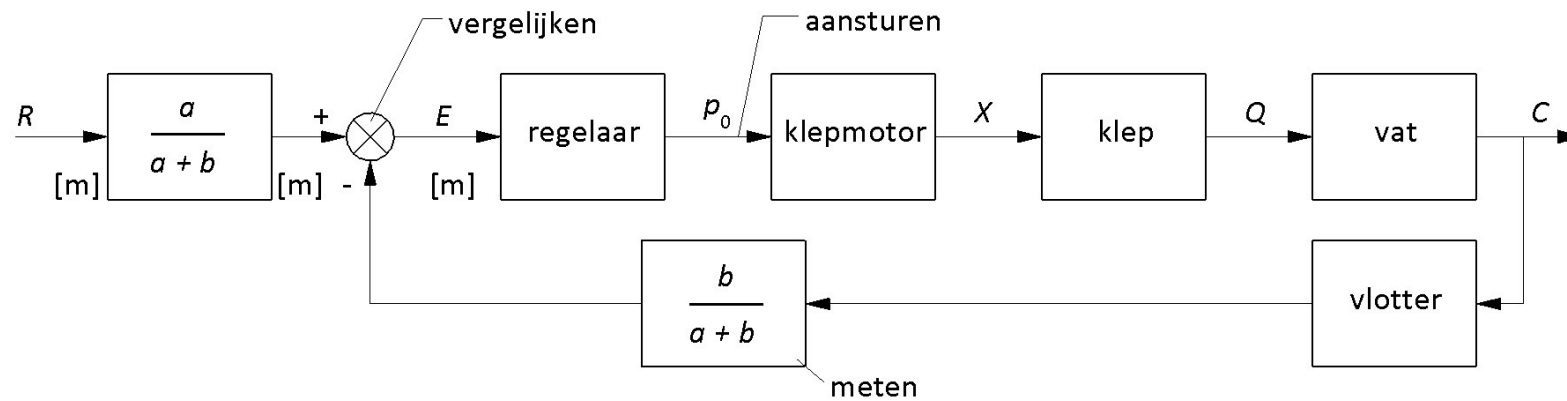 vergelijken
aansturen
R
a
a + b
+
E
regelaar
p0
klepmotor
X
klep
Q
vat
C
[m]
[m]
-
[m]
b
a + b
vlotter
meten